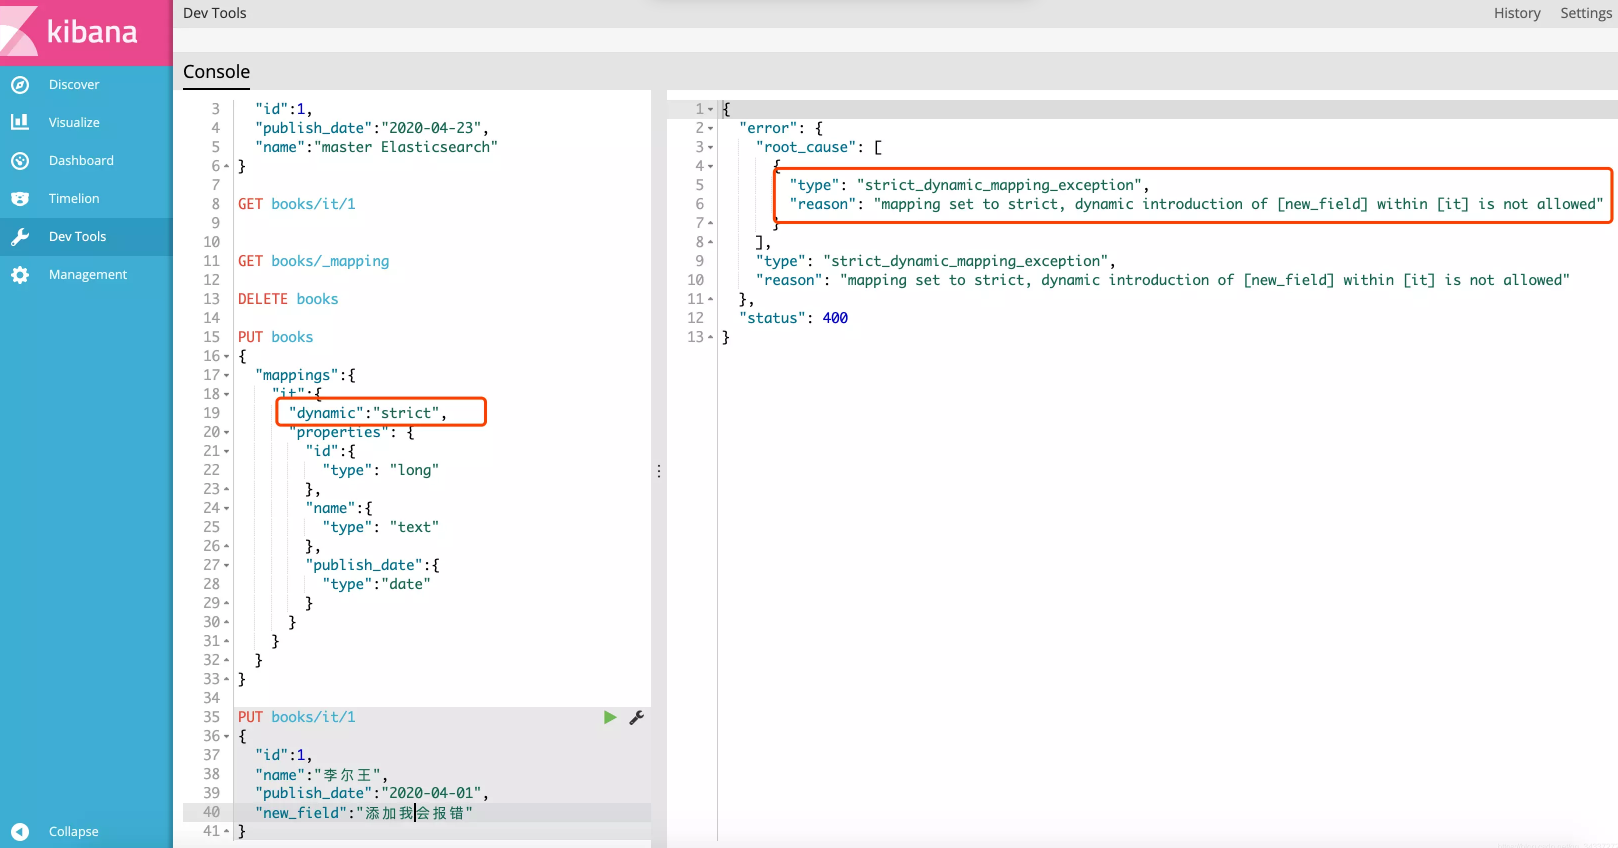 kibana
Discover
Visualize
Dashboard
Timelion
Dev Tools
Management
Collapse
Dev Tools
History
Settings
Console
3 "id":1,
4 "publish_date":"2020-04-23",
5 "name":"master Elasticsearch"
6 }
7
8 GET books/it/1
9
10
11 GET books/_mapping
12
13 DELETE books
14
15 PUT books
16 {
17 "mappings":{
18 "it":{
19 "dynamic":"strict",
20 "properties": {
21 "id":{
22 "type": "long"
23 },
24 "name":{
25 "type": "text"
26 },
27 "publish_date":{
28 "type":"date"
29 }
30 }
31 }
32 }
33 }
34
35 PUT books/it/1
36 {
37 "id":1,
38 "name":"李尔王",
39 "publish_date":"2020-04-01",
40 "new_field":"添加我会报错"
41 }
1 {
2 "error": {
3 "root_cause": [
4 {
5 "type": "strict_dynamic_mapping_exception",
6 "reason": "mapping set to strict, dynamic introduction of [new_field] within [it] is not allowed"
7 }
8 ],
9 "type": "strict_dynamic_mapping_exception",
10 "reason": "mapping set to strict, dynamic introduction of [new_field] within [it] is not allowed"
11 },
12 "status": 400
13 }